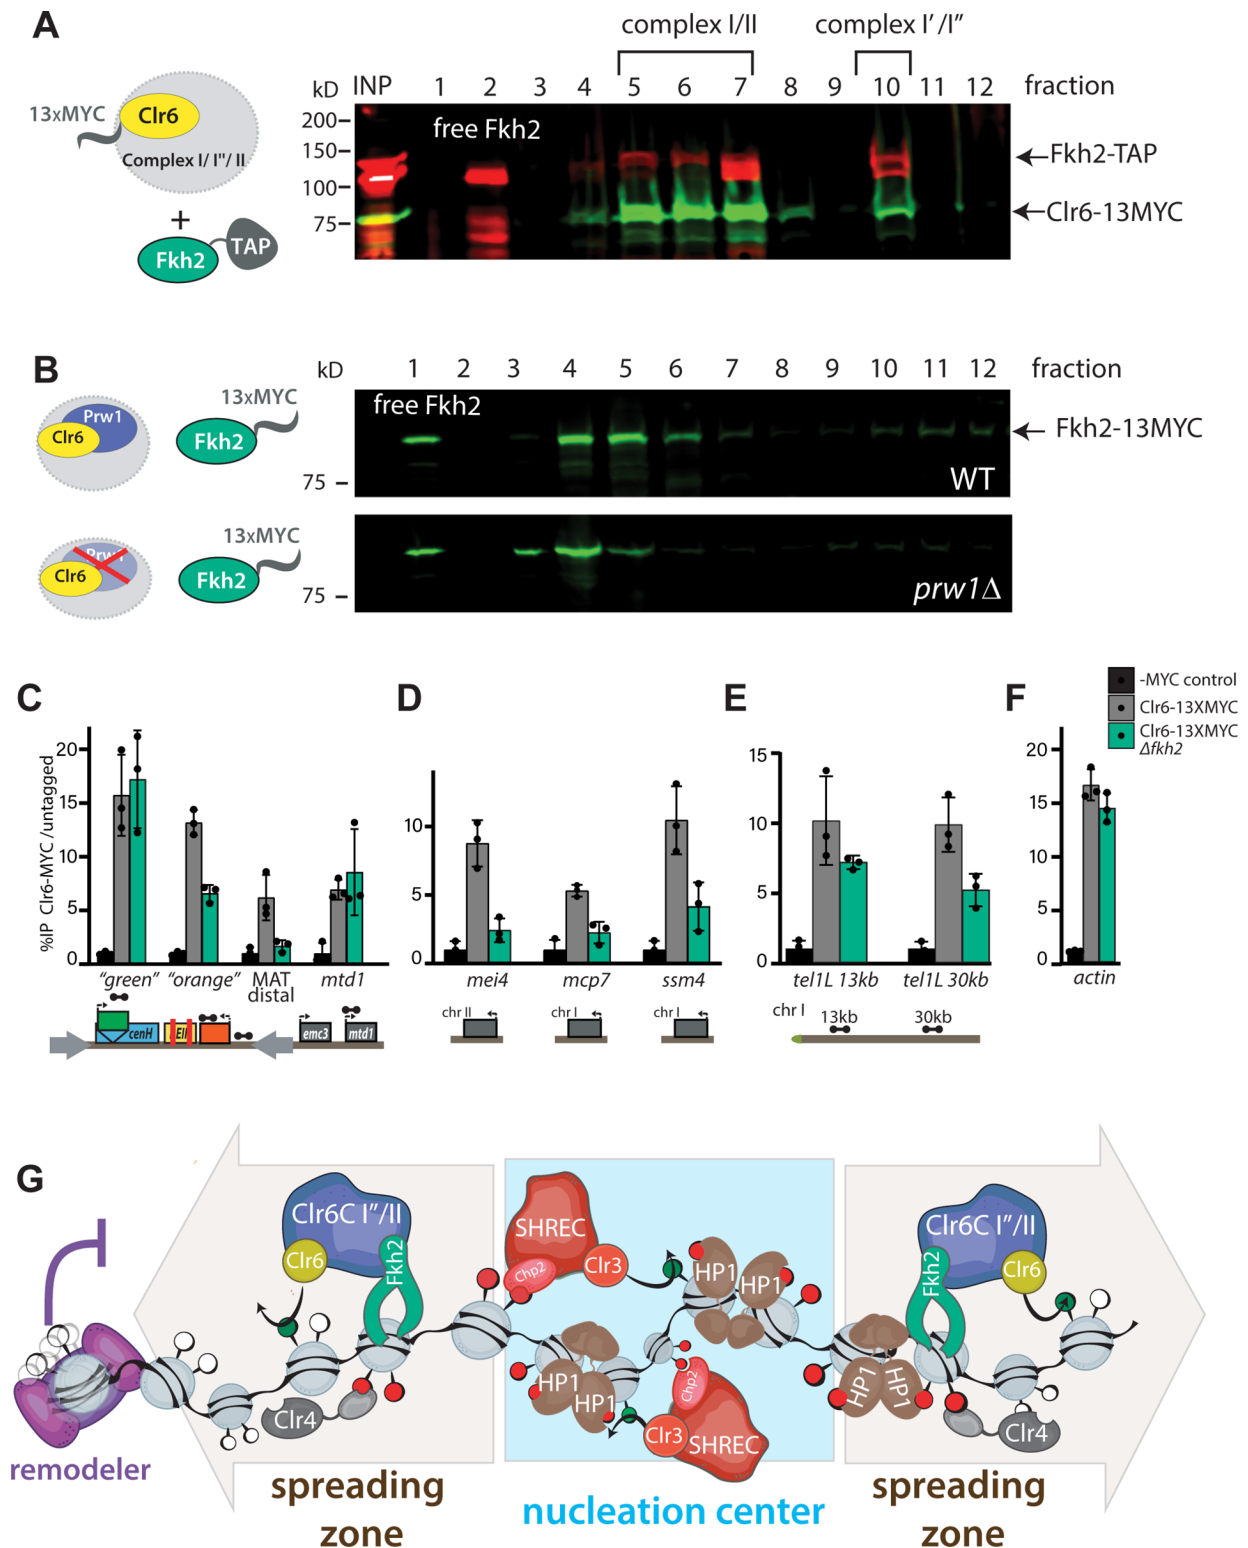 A
complex I/II
complex I'/I"
kD
INP
1
2
3
4
5
6
7
8
9
10
11
12
fraction
13xMYC
Clr6
Complex I/ I"/ II
+
Fkh2
TAP
200
150
100
75
free Fkh2
Fkh2-TAP
Clr6-13MYC
B
kD
1
2
3
4
5
6
7
8
9
10
11
12
fraction
Prw1
Clr6
13xMYC
Fkh2
free Fkh2
75
WT
Fkh2-13MYC
Prw1
Clr6
13xMYC
Fkh2
75
prw1Δ
C
%IP Clr6-MYC /untagged
20
15
10
5
0
"green"
"orange"
MAT distal
mtd1
cenH
emc3
mtd1
D
10
5
0
mei4
mcp7
ssm4
chr II
chr I
chr I
E
15
10
5
0
tel1L 13kb
tel1L 30kb
chr I
13kb
30kb
F
-MYC control
Clr6-13XMYC
Clr6-13XMYC
Δfkh2
20
15
10
5
0
actin
G
Clr6C I"/II
Clr6
Fkh2
Clr4
remodeler
spreading
zone
SHREC
Chp2
Clr3
HP1
HP1
HP1
HP1
Chp2
Clr3
SHREC
nucleation center
Clr6C I"/II
Fkh2
Clr6
HP1
HP1
Clr4
spreading
zone